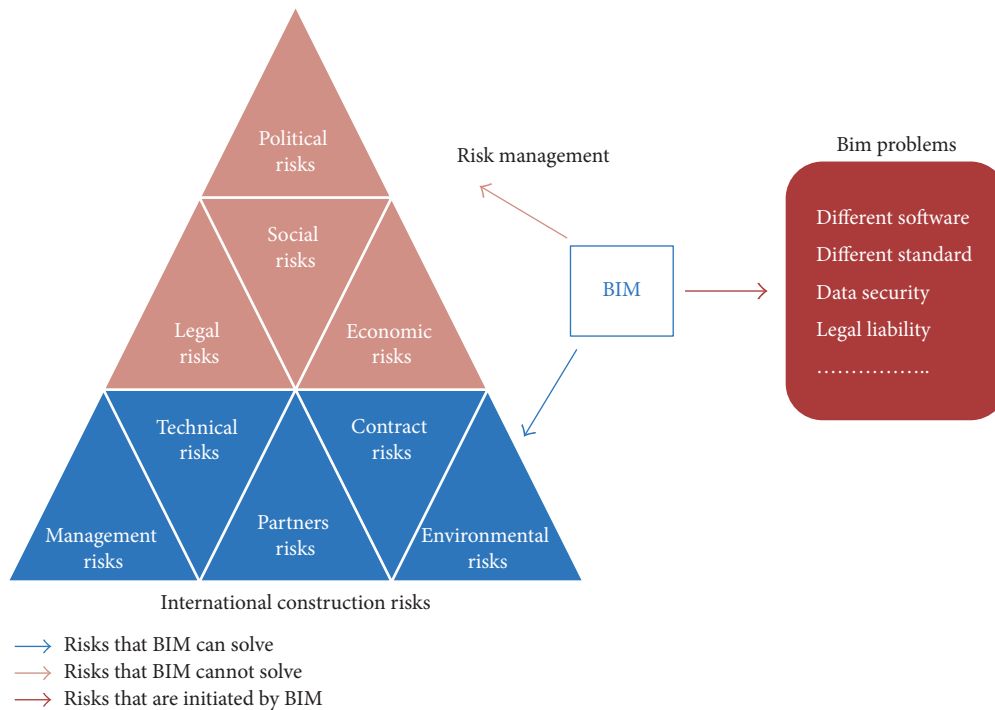 Political
risks
Social
risks
Legal
risks
Economic
risks
Technical
risks
Contract
risks
Management
risks
Partners
risks
Environmental
risks
International construction risks
Risk management
BIM
Bim problems
Different software
Different standard
Data security
Legal liability
……………..
Risks that BIM can solve
Risks that BIM cannot solve
Risks that are initiated by BIM